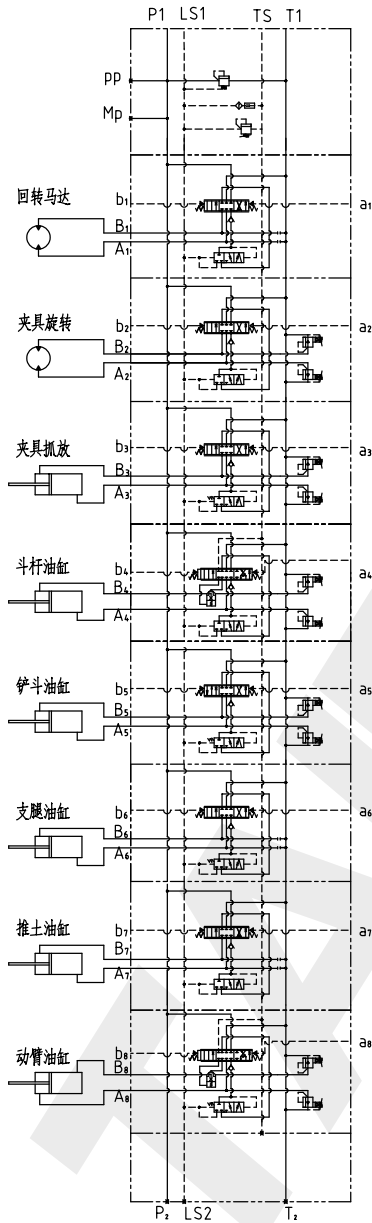 P1 LS1 TS T1
pp
Mp
回转马达 b₁ a₁
B₁
A₁
夹具旋转 b₂ a₂
B₂
A₂
夹具抓放 b₃ a₃
B₃
A₃
斗杆油缸 b₄ a₄
B₄
A₄
铲斗油缸 b₅ a₅
B₅
A₅
支腿油缸 b₆ a₆
B₆
A₆
推土油缸 b₇ a₇
B₇
A₇
动臂油缸 b₈ a₈
B₈
A₈
P₂ LS2 T₂